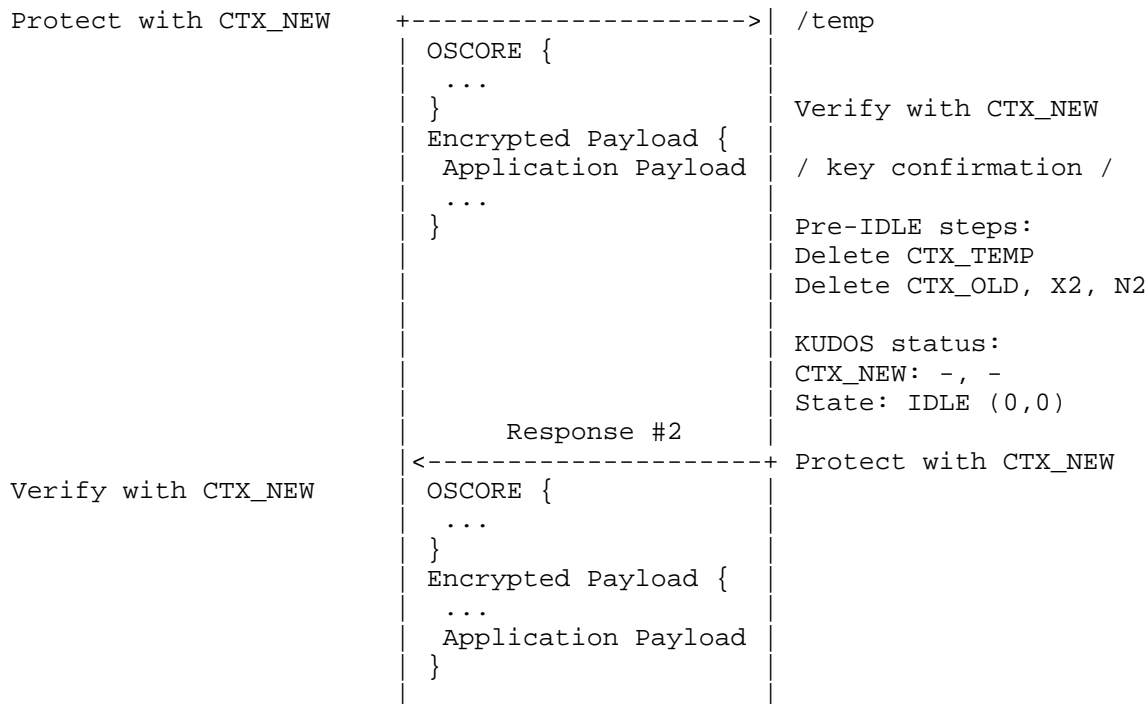 Protect with CTX_NEW +--------------------->| /temp
| OSCORE { |
| ... |
| } | Verify with CTX_NEW
| Encrypted Payload { |
| Application Payload | / key confirmation /
| ... |
| } | Pre-IDLE steps:
| | Delete CTX_TEMP
| | Delete CTX_OLD, X2, N2
| |
| | KUDOS status:
| | CTX_NEW: -, -
| | State: IDLE (0,0)
| Response #2 |
|<---------------------+ Protect with CTX_NEW
Verify with CTX_NEW | OSCORE { |
| ... |
| } |
| Encrypted Payload { |
| ... |
| Application Payload |
| } |
| |